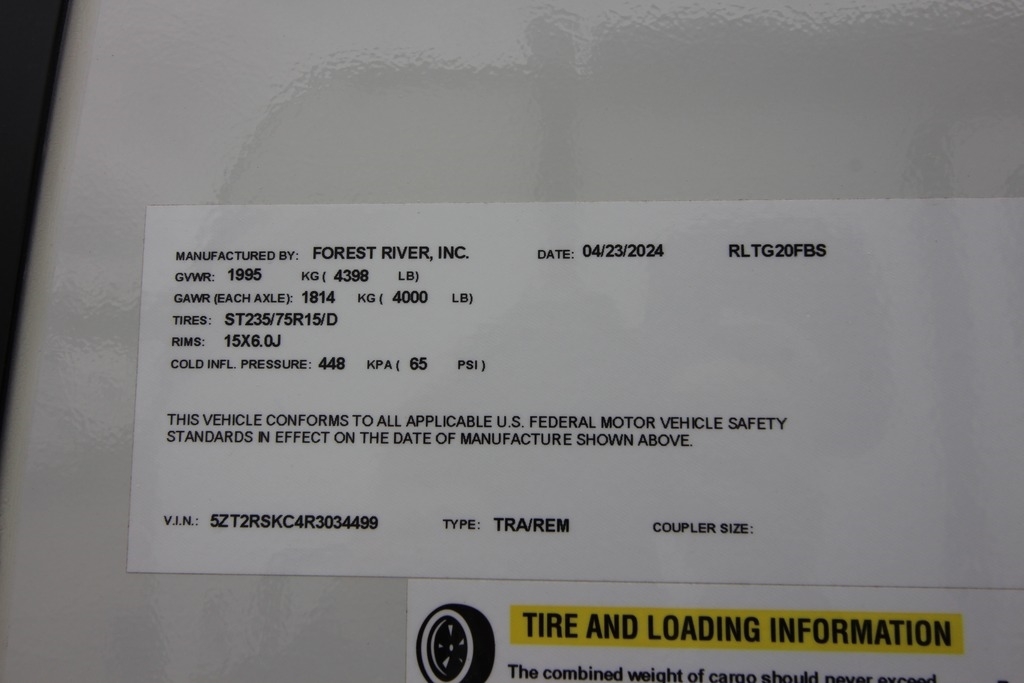 MANUFACTURED BY: FOREST RIVER, INC. DATE: 04/23/2024 RLTG20FBS
GVWR: 1995 KG ( 4398 LB)
GAWR (EACH AXLE): 1814 KG ( 4000 LB)
TIRES: ST235/75R15/D
RIMS: 15X6.0J
COLD INFL. PRESSURE: 448 KPA ( 65 PSI )
THIS VEHICLE CONFORMS TO ALL APPLICABLE U.S. FEDERAL MOTOR VEHICLE SAFETY
STANDARDS IN EFFECT ON THE DATE OF MANUFACTURE SHOWN ABOVE.
V.I.N.: 5ZT2RSKC4R3034499 TYPE: TRA/REM COUPLER SIZE:
TIRE AND LOADING INFORMATION
The combined weight of cargo should never exceed